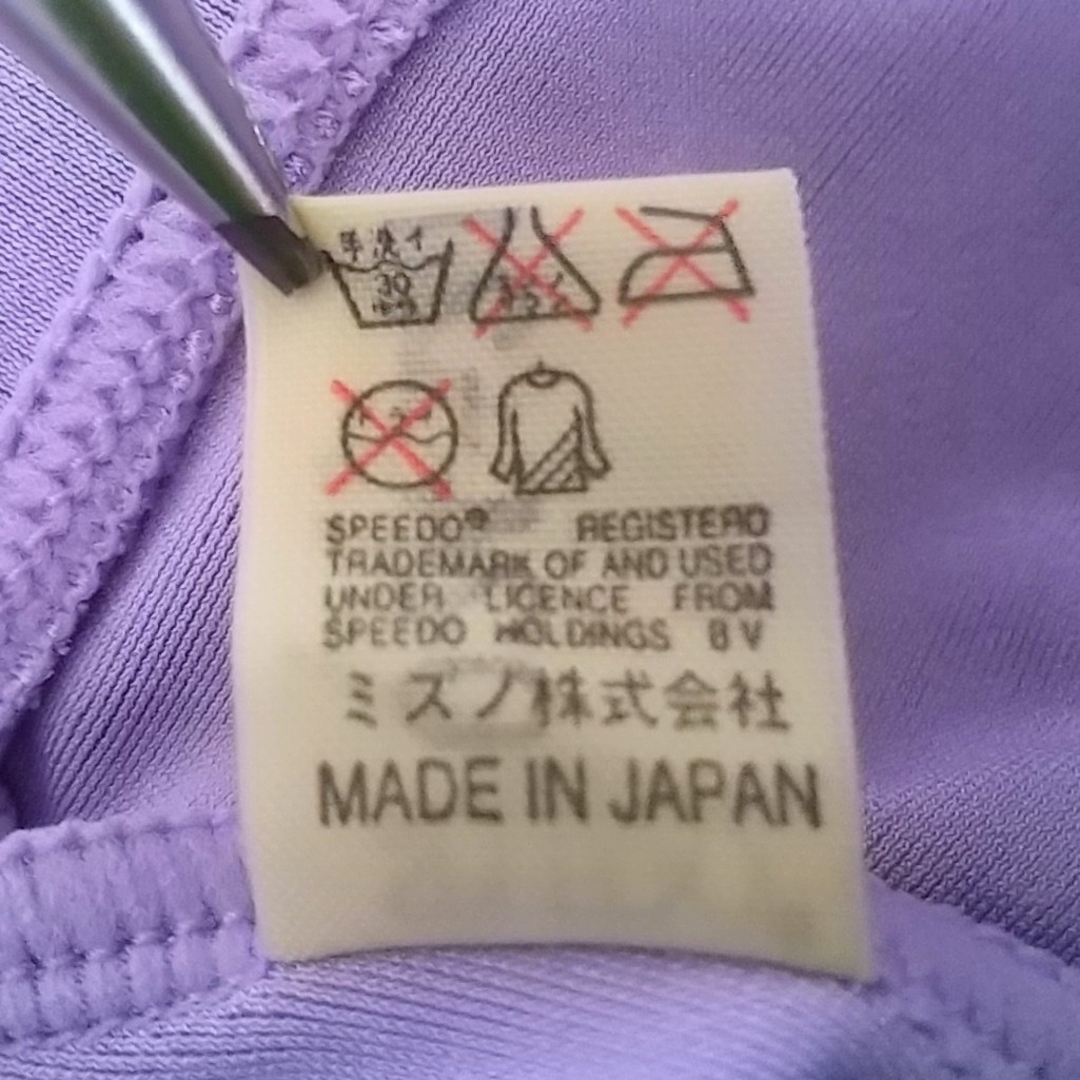 手洗イ
30
SPEEDO® REGISTERD
TRADEMARK OF AND USED
UNDER LICENCE FROM
SPEEDO HOLDINGS BV
ミズノ株式会社
MADE IN JAPAN